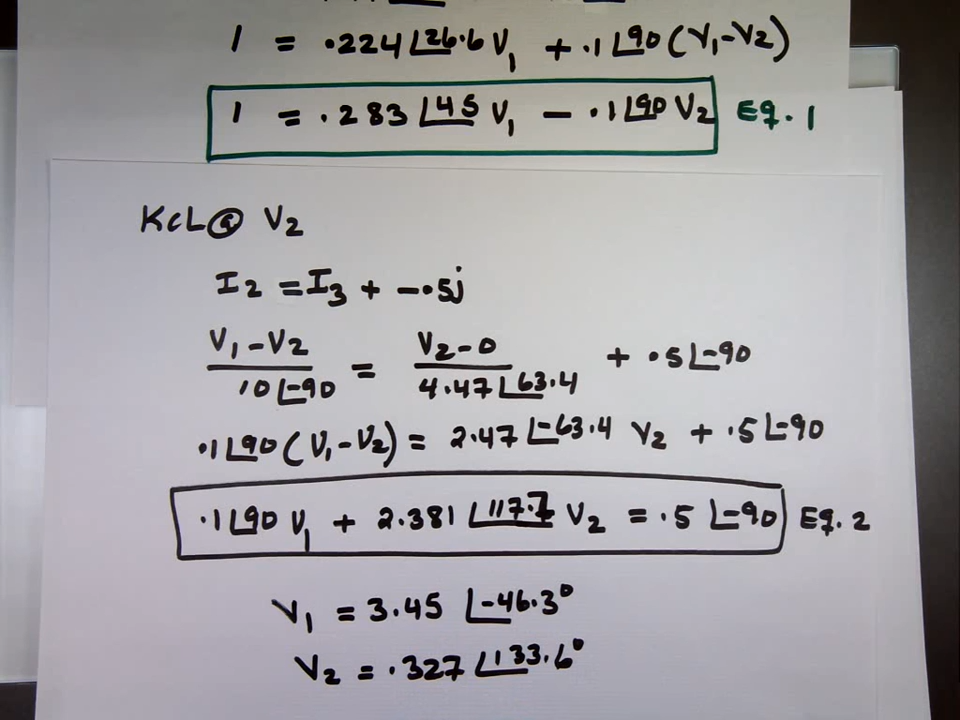 1 = .224∠26.6 V₁ + .1∠90 (V₁-V₂)
1 = .283∠45 V₁ - .1∠90 V₂ Eq. 1
KCL@ V₂
I₂ = I₃ + -.5j
V₁-V₂ / 10∠-90 = V₂-0 / 4.47∠63.4 + .5∠-90
.1∠90 (V₁-V₂) = 2.47∠-63.4 V₂ + .5∠-90
.1∠90 V₁ + 2.381∠117.7 V₂ = .5∠-90 Eq. 2
V₁ = 3.45∠-46.3°
V₂ = .327∠133.6°